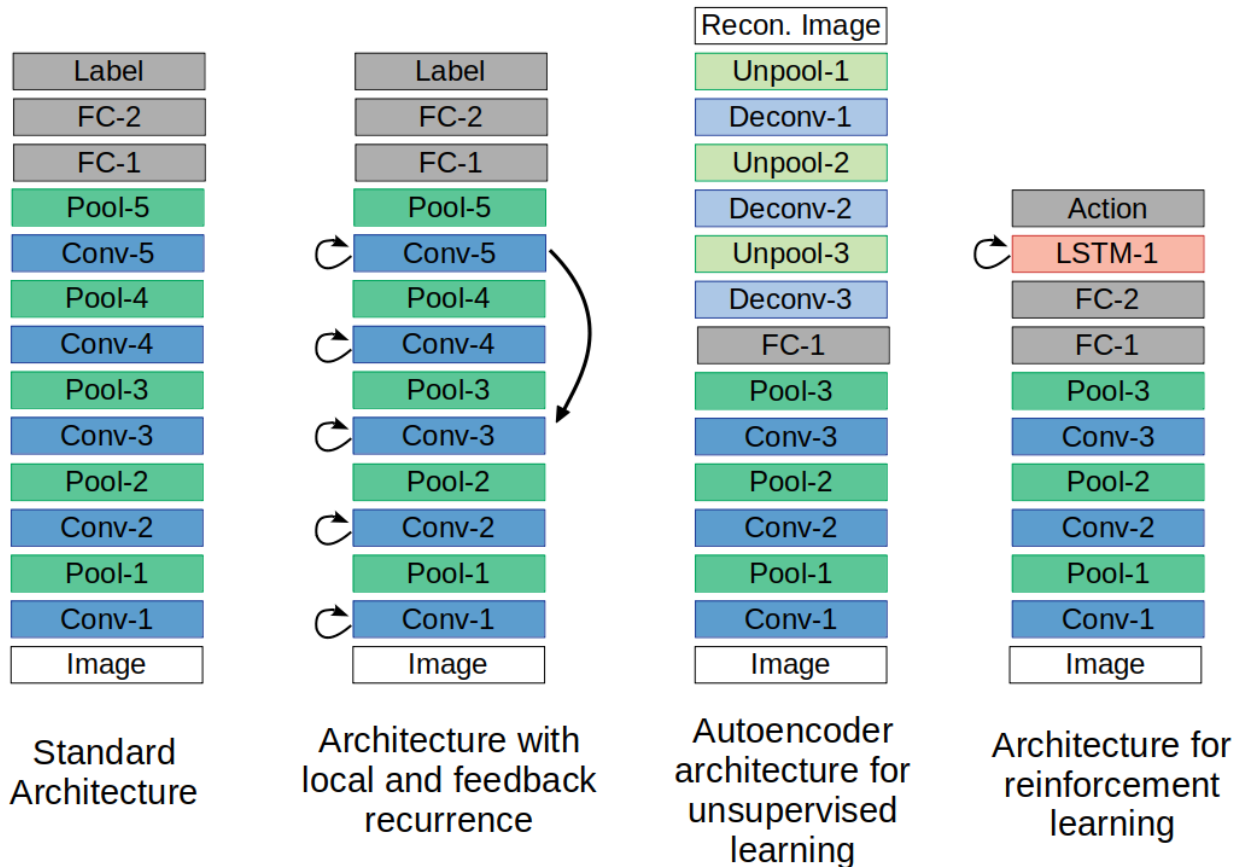 Label
FC-2
FC-1
Pool-5
Conv-5
Pool-4
Conv-4
Pool-3
Conv-3
Pool-2
Conv-2
Pool-1
Conv-1
Image
Standard
Architecture
Label
FC-2
FC-1
Pool-5
Conv-5
Pool-4
Conv-4
Pool-3
Conv-3
Pool-2
Conv-2
Pool-1
Conv-1
Image
Architecture with
local and feedback
recurrence
Recon. Image
Unpool-1
Deconv-1
Unpool-2
Deconv-2
Unpool-3
Deconv-3
FC-1
Pool-3
Conv-3
Pool-2
Conv-2
Pool-1
Conv-1
Image
Autoencoder
architecture for
unsupervised
learning
Action
LSTM-1
FC-2
FC-1
Pool-3
Conv-3
Pool-2
Conv-2
Pool-1
Conv-1
Image
Architecture for
reinforcement
learning